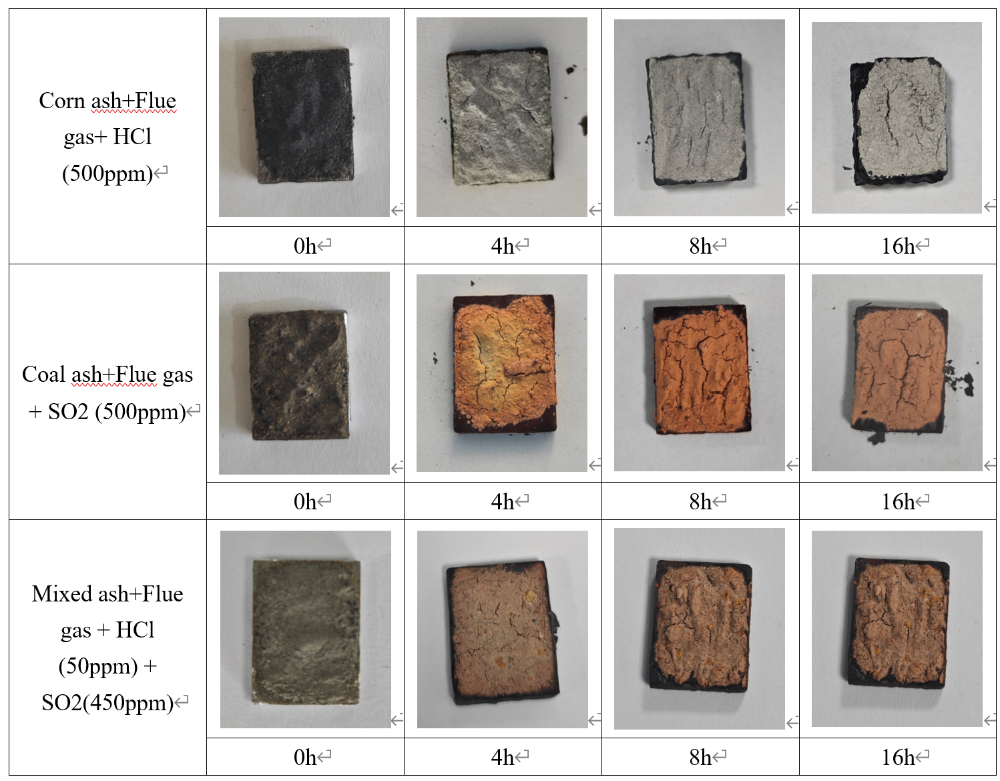 Corn ash+Flue
gas+ HCl
(500ppm)
0h
4h
8h
16h
Coal ash+Flue gas
+ SO2 (500ppm)
0h
4h
8h
16h
Mixed ash+Flue
gas + HCl
(50ppm) +
SO2(450ppm)
0h
4h
8h
16h